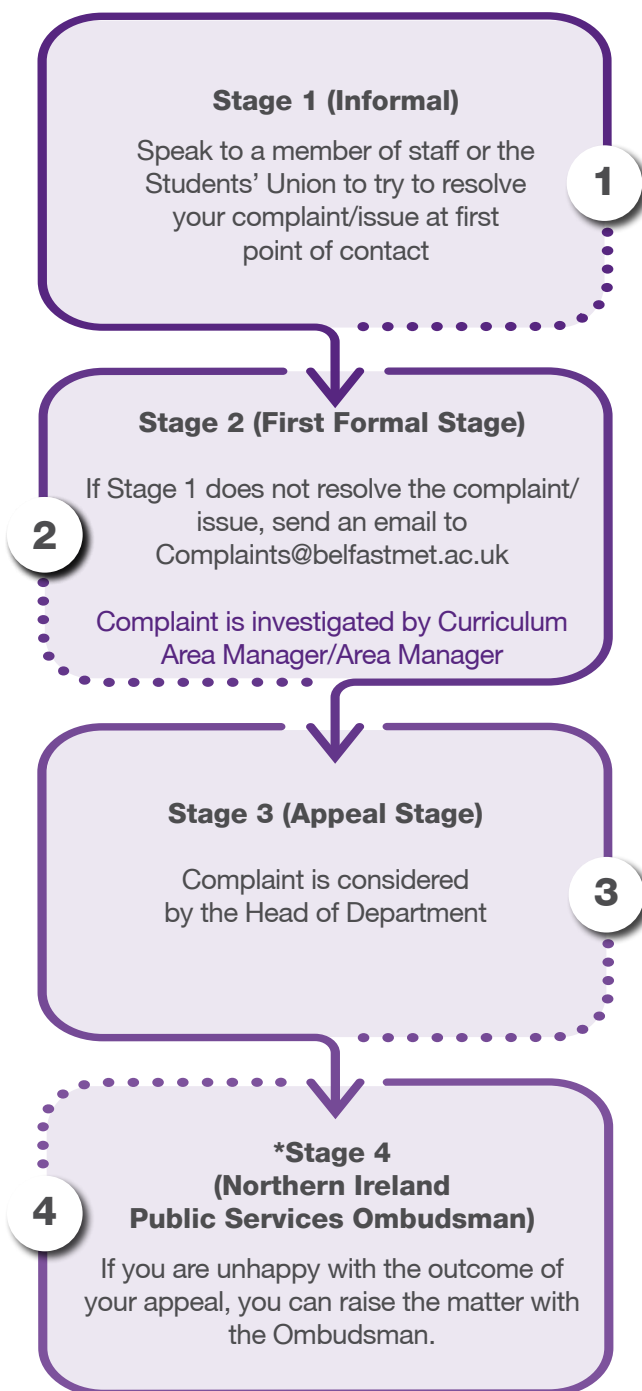 Stage 1 (Informal)
Speak to a member of staff or the
Students’ Union to try to resolve
your complaint/issue at first
point of contact
1
Stage 2 (First Formal Stage)
If Stage 1 does not resolve the complaint/
issue, send an email to
Complaints@belfastmet.ac.uk
2
Complaint is investigated by Curriculum
Area Manager/Area Manager
Stage 3 (Appeal Stage)
Complaint is considered
by the Head of Department
3
*Stage 4
(Northern Ireland
Public Services Ombudsman)
4
If you are unhappy with the outcome of
your appeal, you can raise the matter with
the Ombudsman.